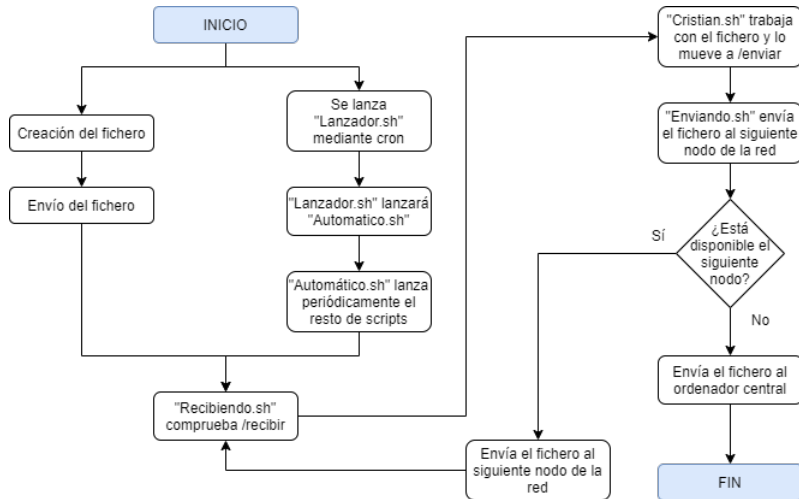 INICIO
Creación del fichero
Envío del fichero
Se lanza
"Lanzador.sh"
mediante cron
"Lanzador.sh" lanzará
"Automatico.sh"
"Automático.sh" lanza
periódicamente el
resto de scripts
"Recibiendo.sh"
comprueba /recibir
"Cristian.sh" trabaja
con el fichero y lo
mueve a /enviar
"Enviando.sh" envía
el fichero al siguiente
nodo de la red
¿Está
disponible el
siguiente
nodo?
Sí
No
Envía el fichero al
siguiente nodo de la
red
Envía el fichero al
ordenador central
FIN